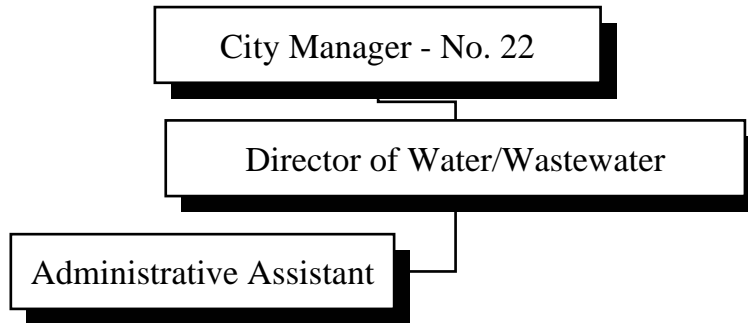 City Manager - No. 22
Director of Water/Wastewater
Administrative Assistant